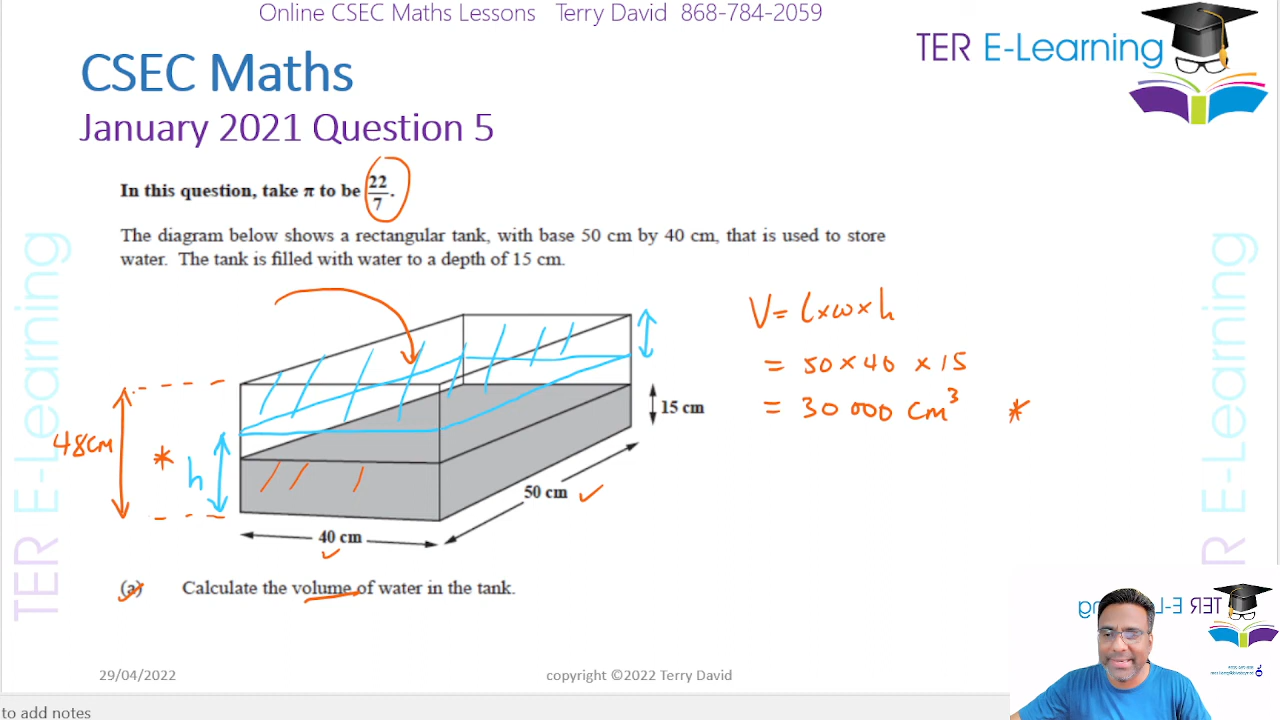 Online CSEC Maths Lessons Terry David 868-784-2059
TER E-Learning
CSEC Maths
January 2021 Question 5
In this question, take π to be 22/7.
The diagram below shows a rectangular tank, with base 50 cm by 40 cm, that is used to store
water. The tank is filled with water to a depth of 15 cm.
V = l×w×h
= 50 × 40 × 15
= 30 000 cm³ *
15 cm
48cm
*
h
50 cm
40 cm
(a) Calculate the volume of water in the tank.
TER E-Learning
TER E-Learning
29/04/2022
copyright ©2022 Terry David
to add notes